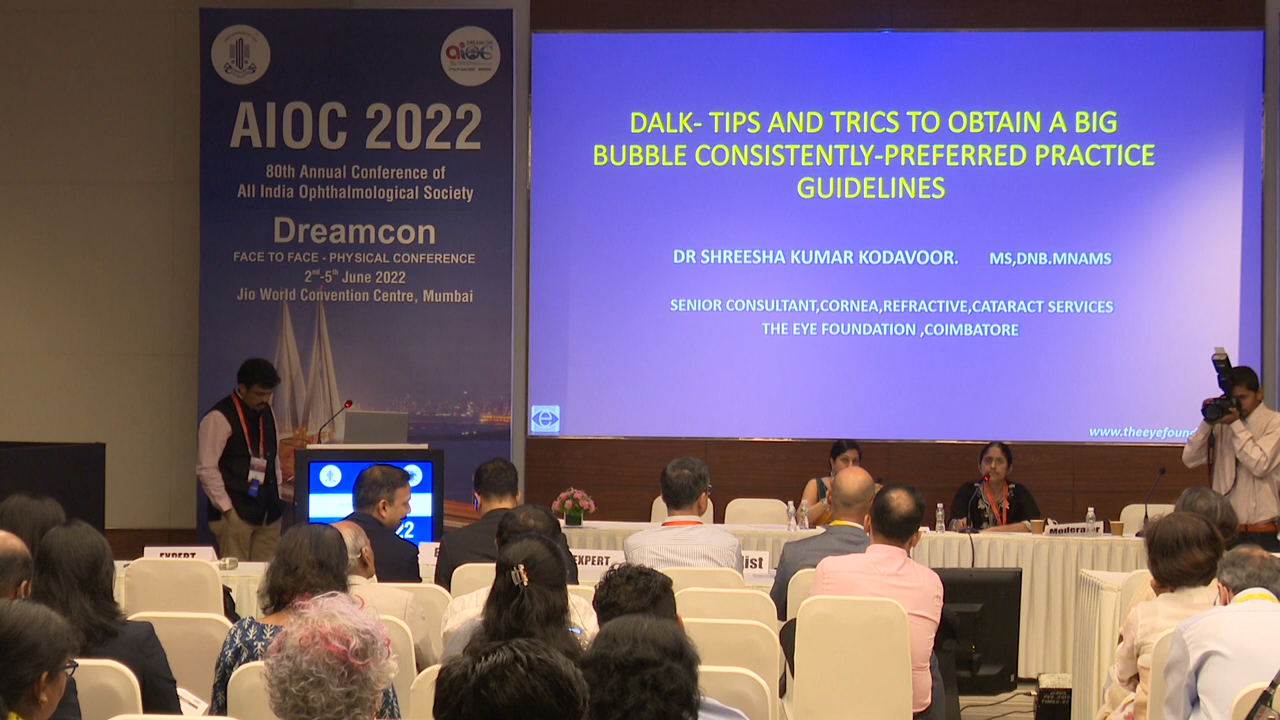 AIOC 2022
80th Annual Conference of
All India Ophthalmological Society
Dreamcon
FACE TO FACE - PHYSICAL CONFERENCE
2nd-5th June 2022
Jio World Convention Centre, Mumbai
DALK- TIPS AND TRICS TO OBTAIN A BIG
BUBBLE CONSISTENTLY-PREFERRED PRACTICE
GUIDELINES
DR SHREESHA KUMAR KODAVOOR. MS,DNB.MNAMS
SENIOR CONSULTANT,CORNEA,REFRACTIVE,CATARACT SERVICES
THE EYE FOUNDATION ,COIMBATORE
www.theeyefoun
EXPERT
EXPERT
list
Moderator